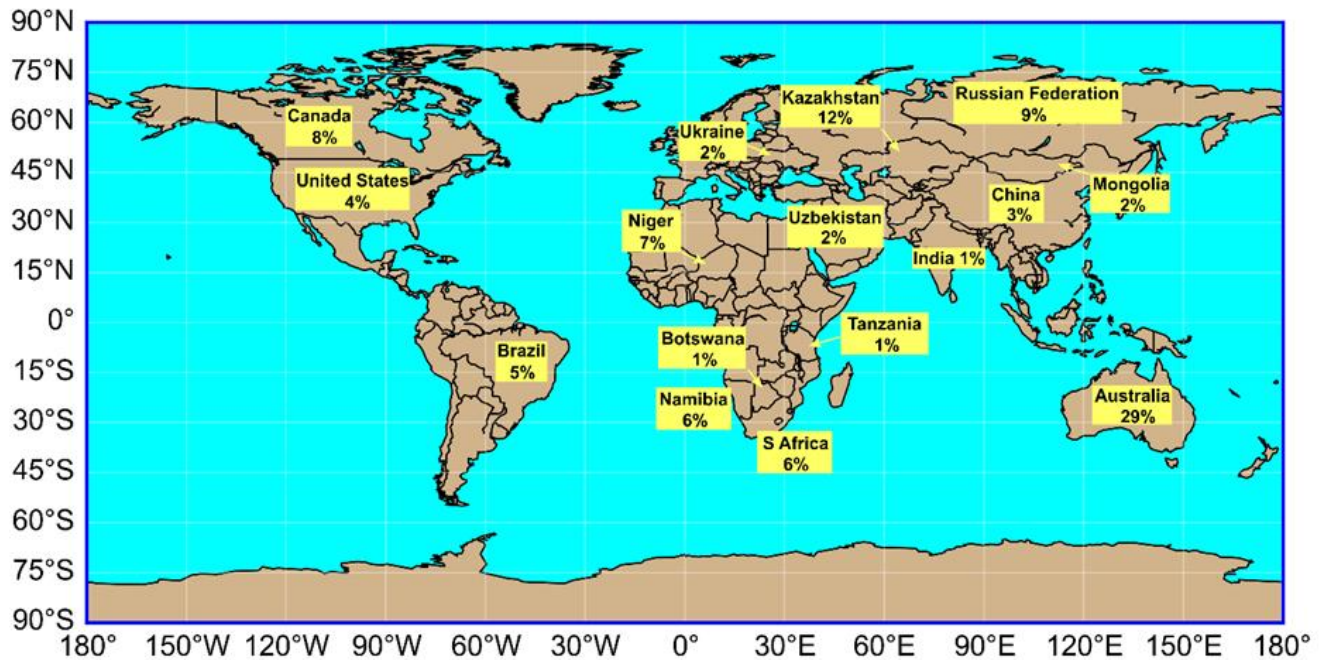 90°N
75°N
60°N
45°N
30°N
15°N
0°
15°S
30°S
45°S
60°S
75°S
90°S
Canada
8%
United States
4%
Brazil
5%
Kazakhstan
12%
Russian Federation
9%
Ukraine
2%
Mongolia
2%
China
3%
Niger
7%
Uzbekistan
2%
India 1%
Botswana
1%
Tanzania
1%
Namibia
6%
S Africa
6%
Australia
29%
180° 150°W 120°W 90°W 60°W 30°W 0° 30°E 60°E 90°E 120°E 150°E 180°